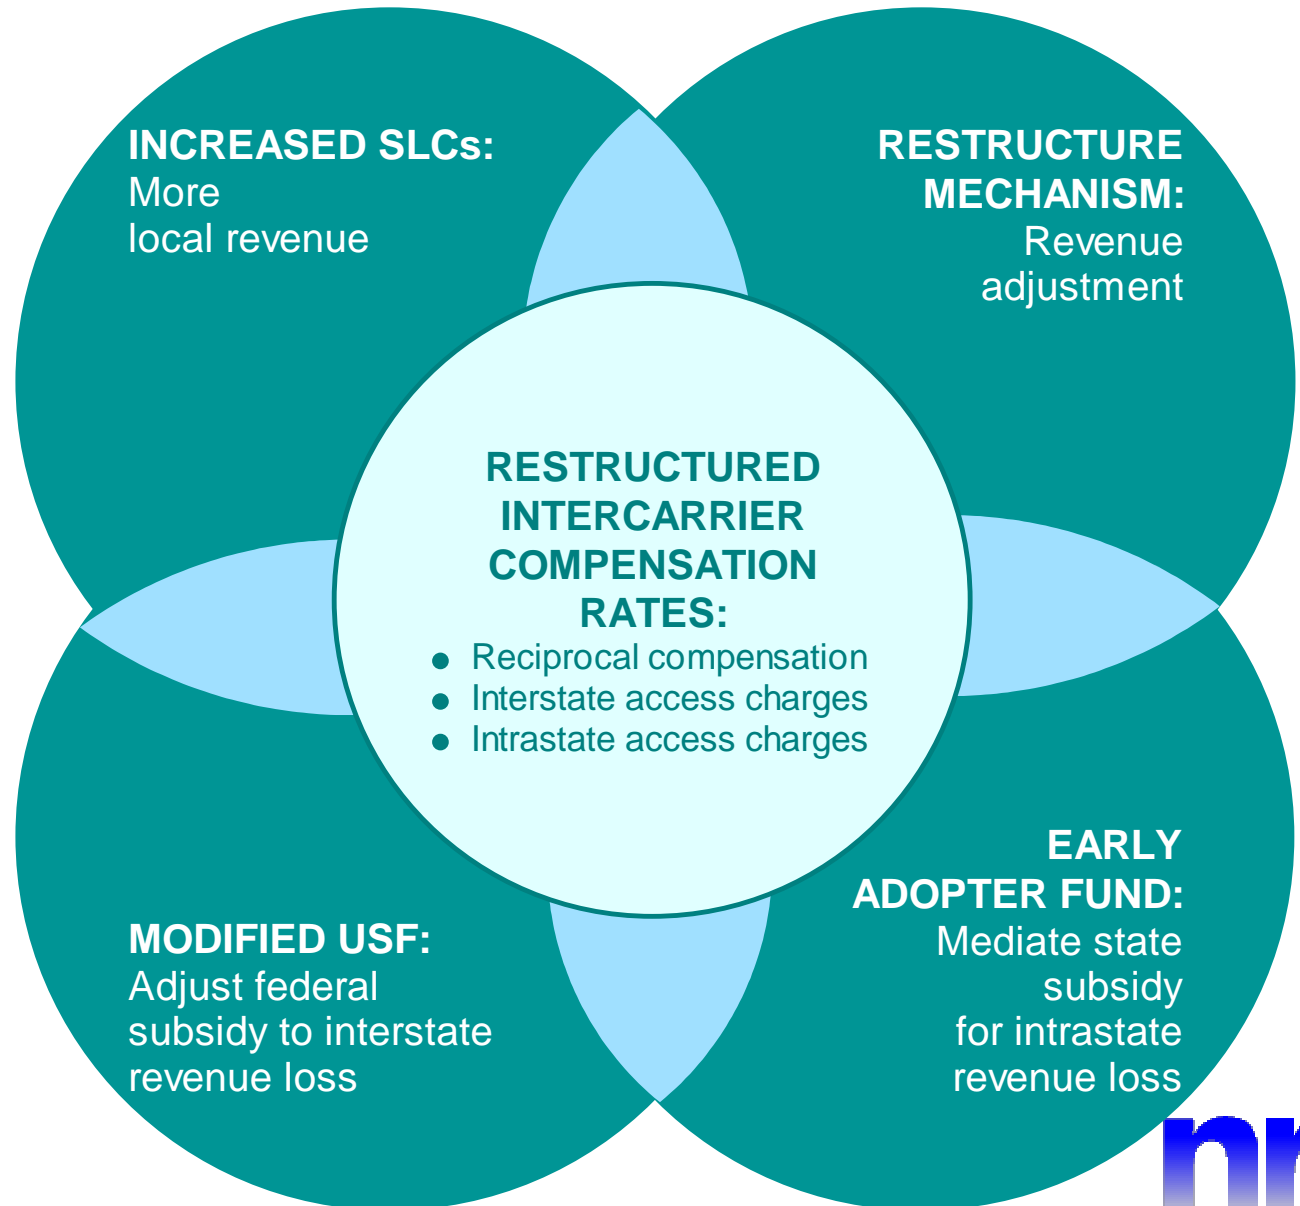 INCREASED SLCs:
More
local revenue
RESTRUCTURE
MECHANISM:
Revenue
adjustment
RESTRUCTURED
INTERCARRIER
COMPENSATION
RATES:
● Reciprocal compensation
● Interstate access charges
● Intrastate access charges
MODIFIED USF:
Adjust federal
subsidy to interstate
revenue loss
EARLY
ADOPTER FUND:
Mediate state
subsidy
for intrastate
revenue loss